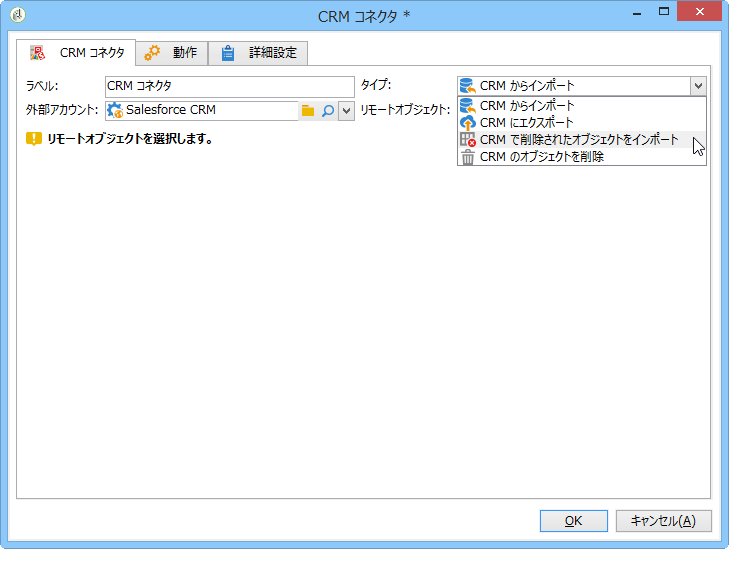 CRM コネクタ *
CRM コネクタ
動作
詳細設定
ラベル:
CRM コネクタ
タイプ:
CRM からインポート
外部アカウント:
Salesforce CRM
リモートオブジェクト:
CRM からインポート
CRM にエクスポート
CRM で削除されたオブジェクトをインポート
CRM のオブジェクトを削除
リモートオブジェクトを選択します。
OK
キャンセル(A)